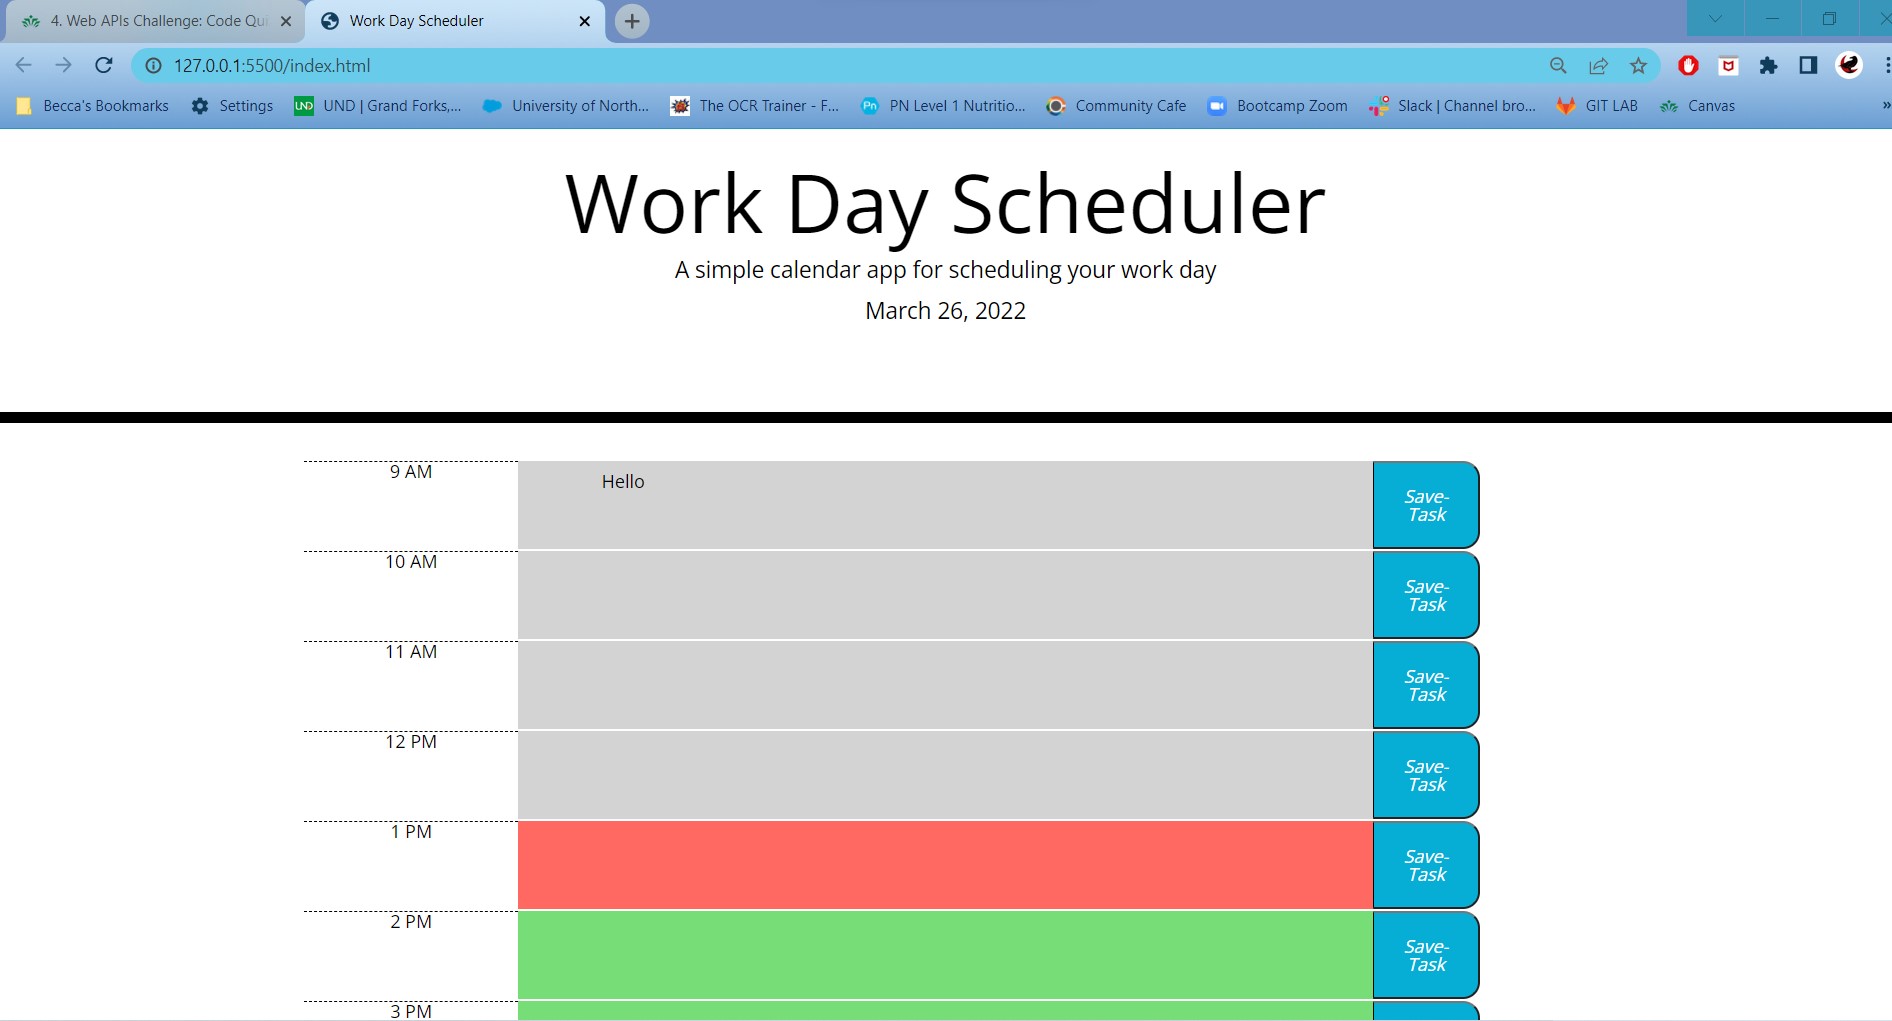 4. Web APIs Challenge: Code Qui
Work Day Scheduler
127.0.0.1:5500/index.html
Becca's Bookmarks
Settings
UND
UND | Grand Forks,...
University of North...
The OCR Trainer - F...
Pn
PN Level 1 Nutritio...
Community Cafe
Bootcamp Zoom
Slack | Channel bro...
GIT LAB
Canvas
»
Work Day Scheduler
A simple calendar app for scheduling your work day
March 26, 2022
9 AM
Hello
Save-
Task
10 AM
Save-
Task
11 AM
Save-
Task
12 PM
Save-
Task
1 PM
Save-
Task
2 PM
Save-
Task
3 PM